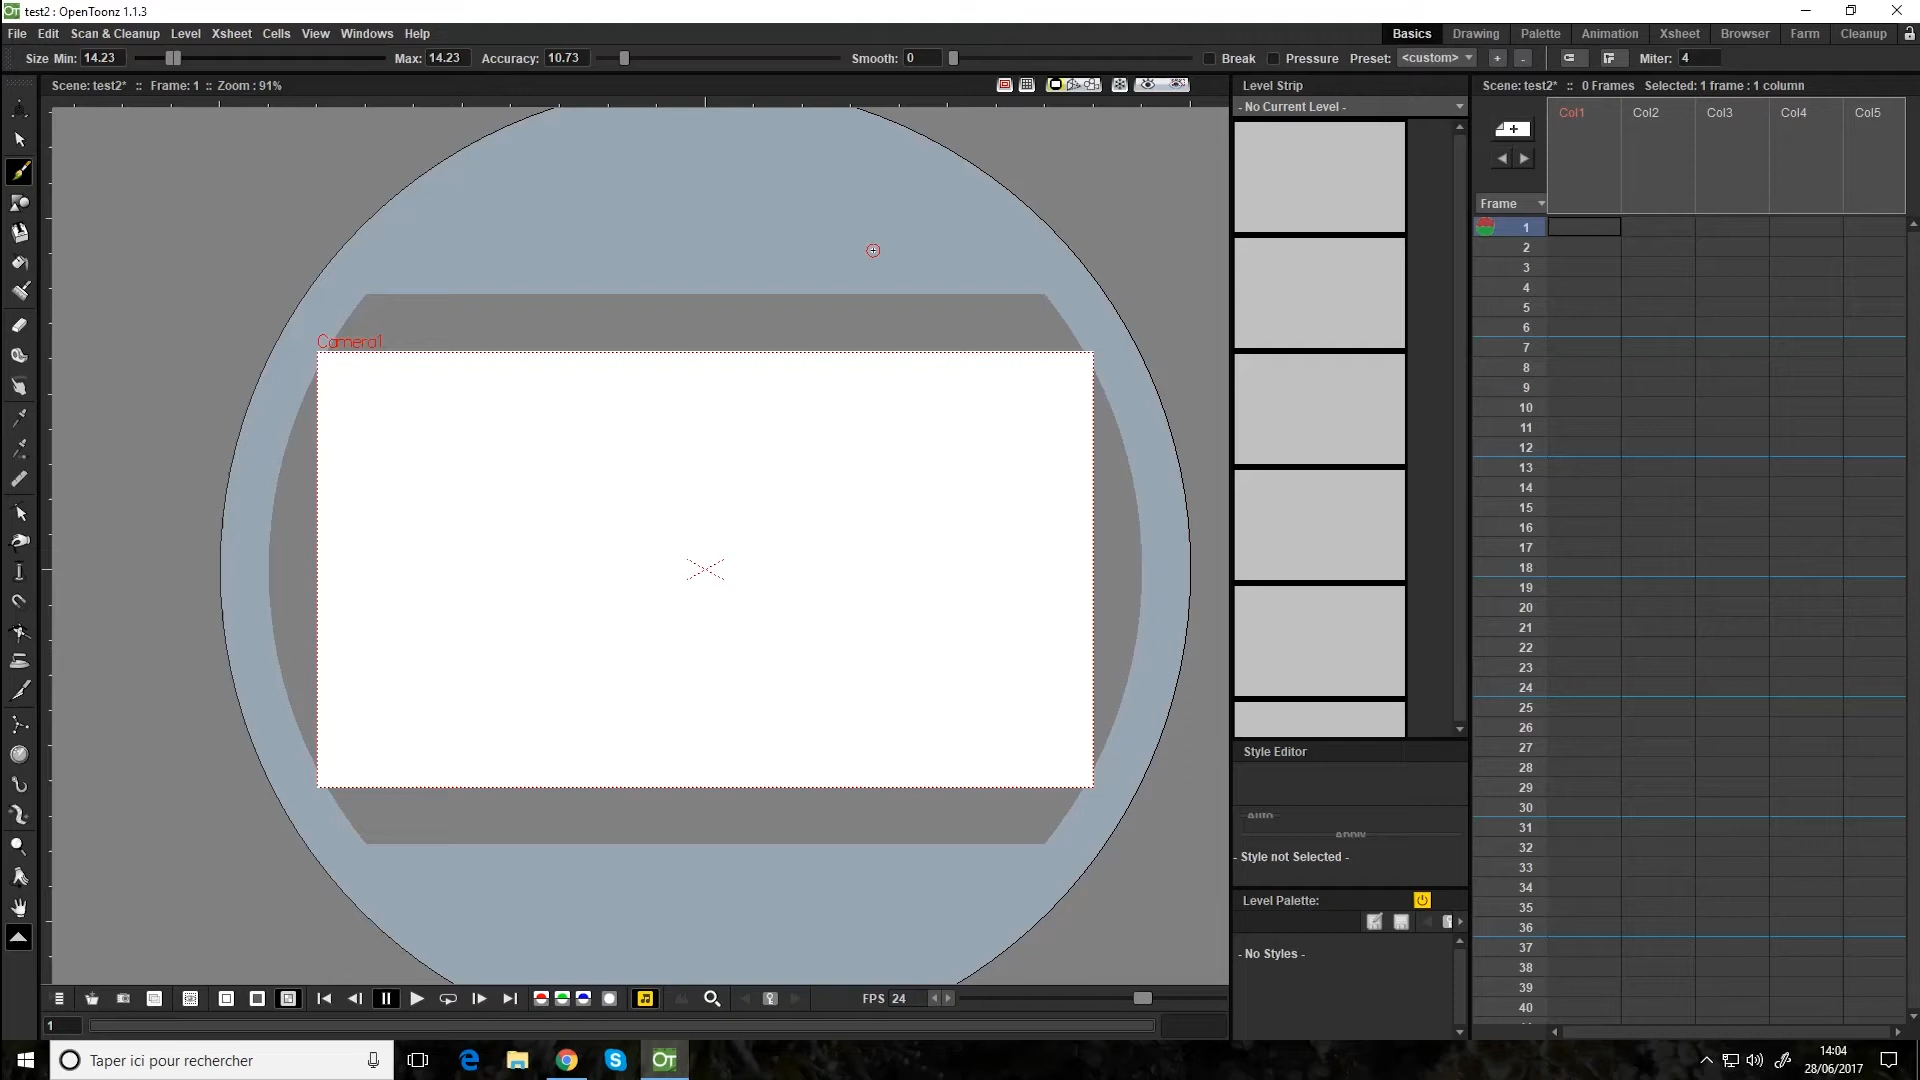 test2 : OpenToonz 1.1.3
File Edit Scan & Cleanup Level Xsheet Cells View Windows Help
Basics Drawing Palette Animation Xsheet Browser Farm Cleanup
Size Min: 14.23 Max: 14.23 Accuracy: 10.73 Smooth: 0 Break Pressure Preset: <custom> + - Miter: 4
Scene: test2* :: Frame: 1 :: Zoom : 91%
Level Strip
- No Current Level -
Scene: test2* :: 0 Frames Selected: 1 frame : 1 column
Col1 Col2 Col3 Col4 Col5
Frame
1
2
3
4
5
6
7
8
9
10
11
12
13
14
15
16
17
18
19
20
21
22
23
24
25
26
27
28
29
30
31
32
33
34
35
36
37
38
39
40
Camera1
Style Editor
Auto
Apply
- Style not Selected -
Level Palette:
- No Styles -
FPS 24
1
Taper ici pour rechercher
OT
14:04
28/06/2017